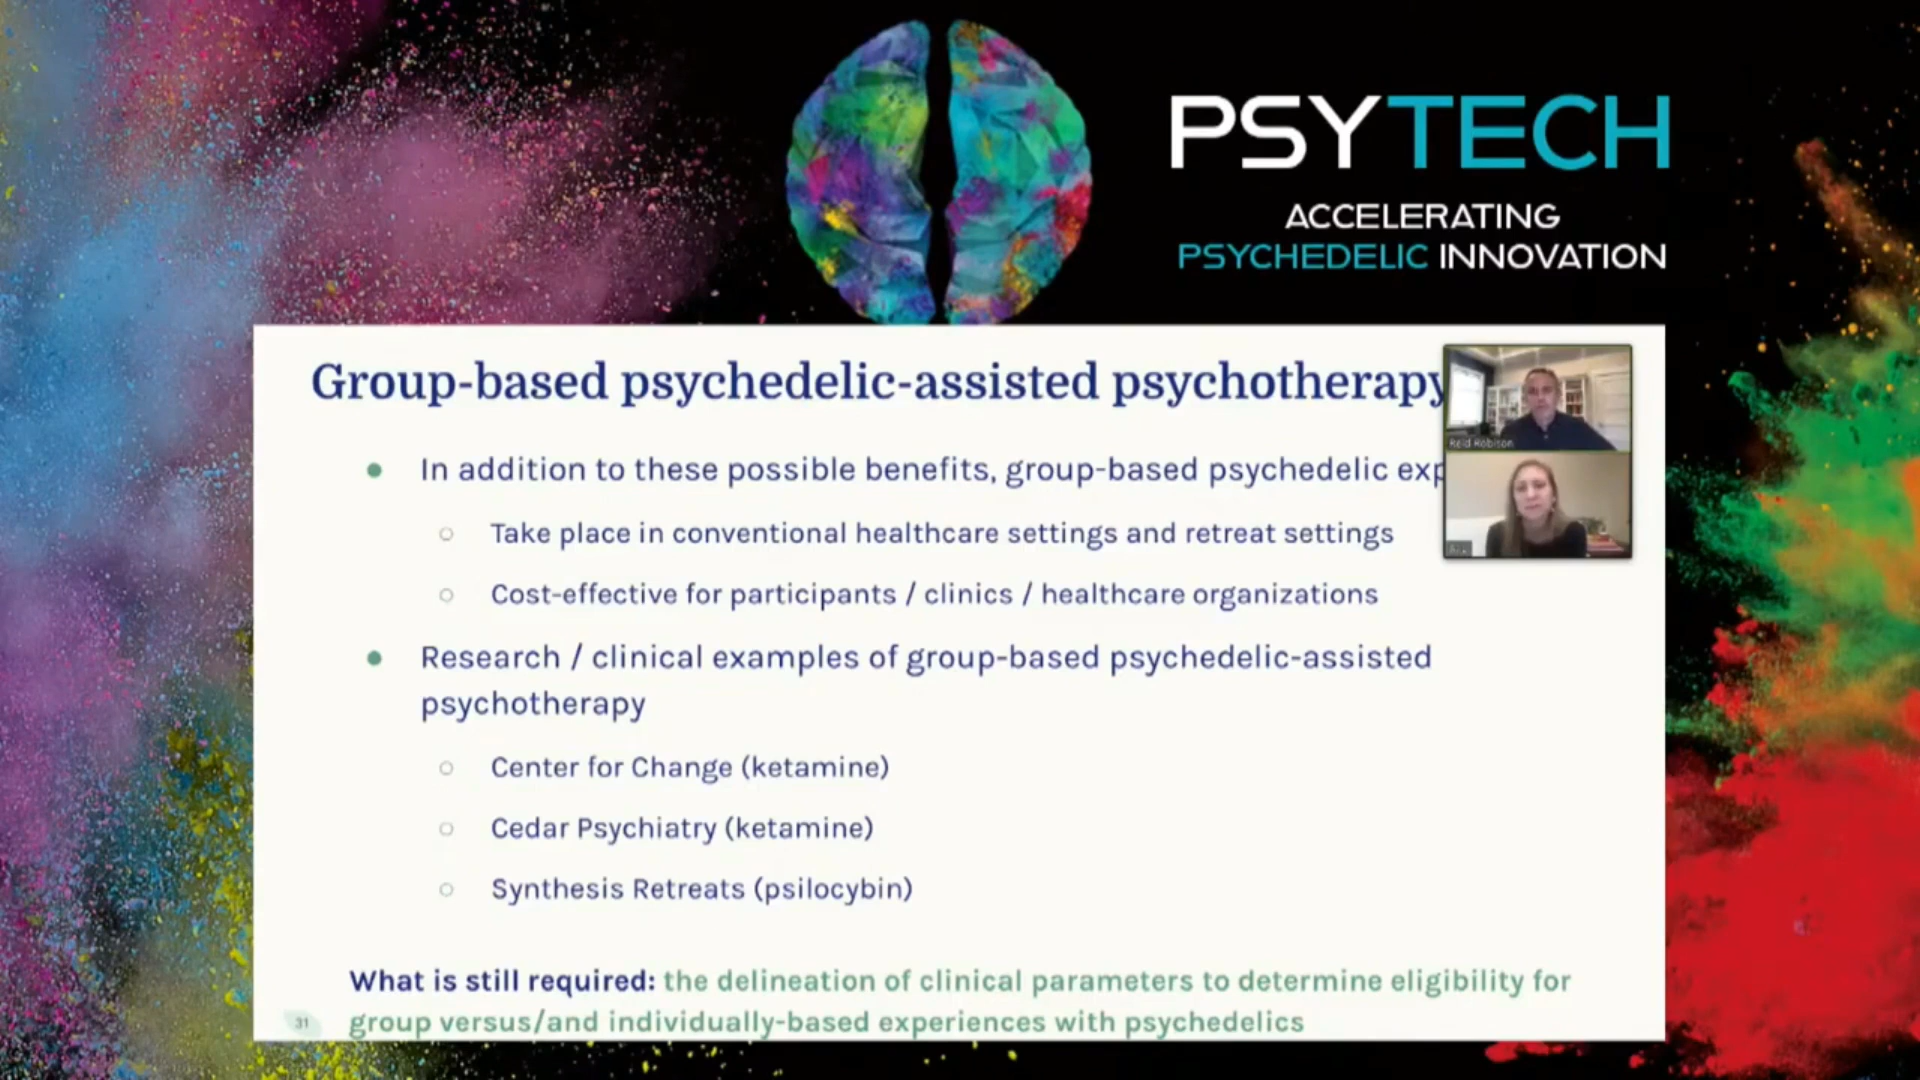 PSYTECH
ACCELERATING
PSYCHEDELIC INNOVATION
Group-based psychedelic-assisted psychotherapy
In addition to these possible benefits, group-based psychedelic
Take place in conventional healthcare settings and retreat settings
Cost-effective for participants / clinics / healthcare organizations
Research / clinical examples of group-based psychedelic-assisted
psychotherapy
Center for Change (ketamine)
Cedar Psychiatry (ketamine)
Synthesis Retreats (psilocybin)
What is still required: the delineation of clinical parameters to determine eligibility for
group versus/and individually-based experiences with psychedelics
31
Reid Robison